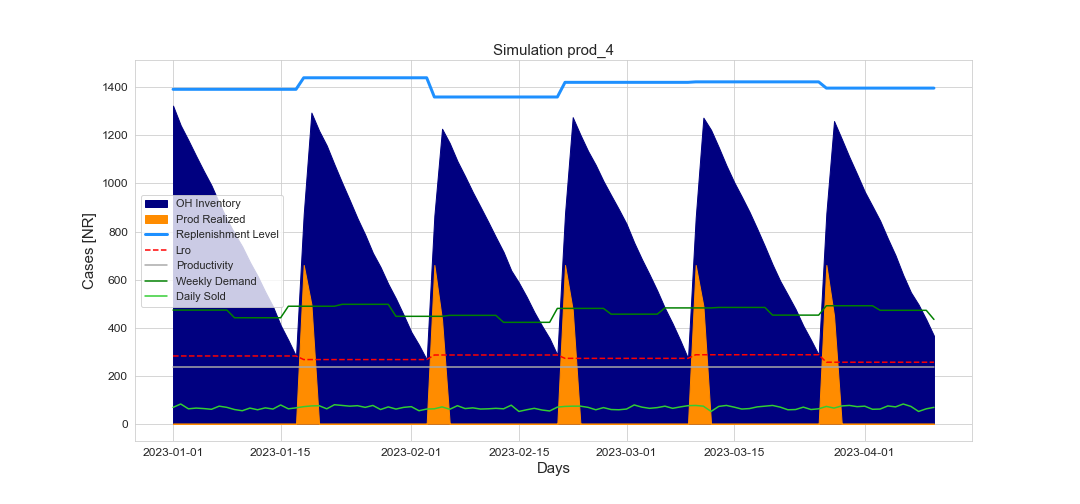 Simulation prod_4
Cases [NR]
1400
1200
1000
800
600
400
200
0
OH Inventory
Prod Realized
Replenishment Level
Lro
Productivity
Weekly Demand
Daily Sold
2023-01-01 2023-01-15 2023-02-01 2023-02-15 2023-03-01 2023-03-15 2023-04-01
Days